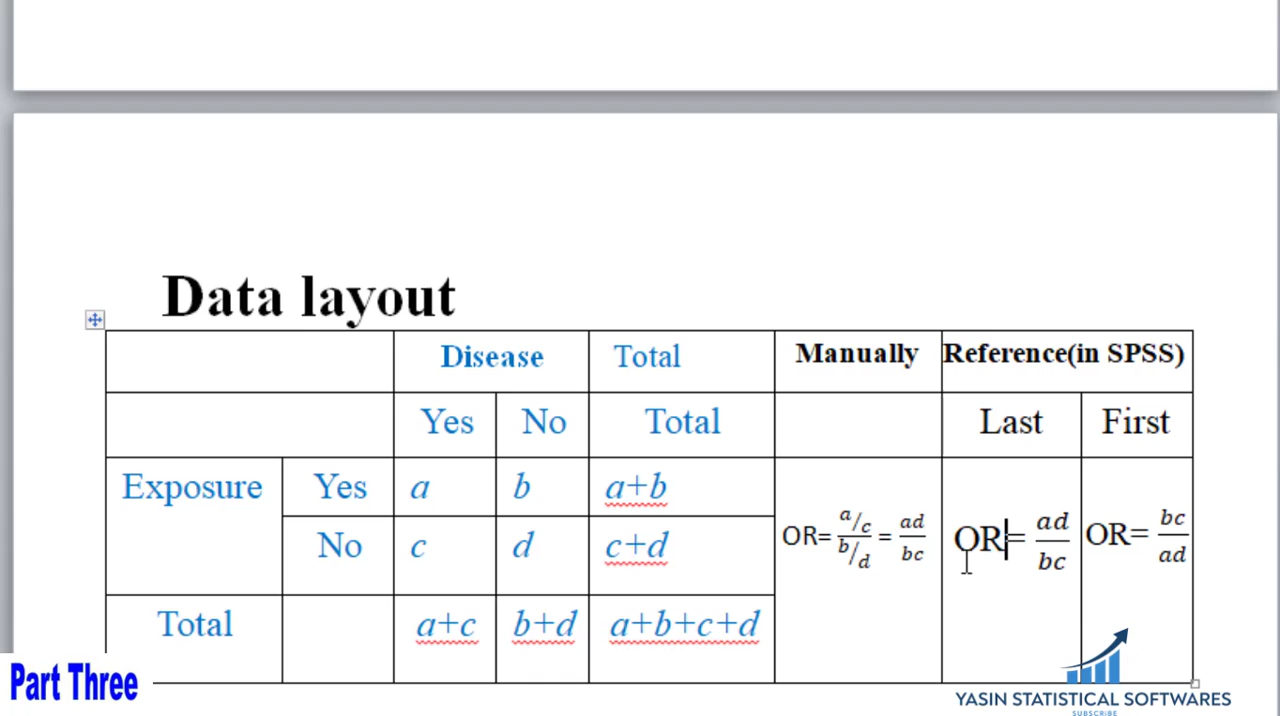 Data layout
Disease Total Manually Reference(in SPSS)
Yes No Total Last First
Exposure Yes a b a+b
OR= a/c / b/d = ad/bc OR= ad/bc OR= bc/ad
No c d c+d
Total a+c b+d a+b+c+d
Part Three
YASIN STATISTICAL SOFTWARES
SUBSCRIBE